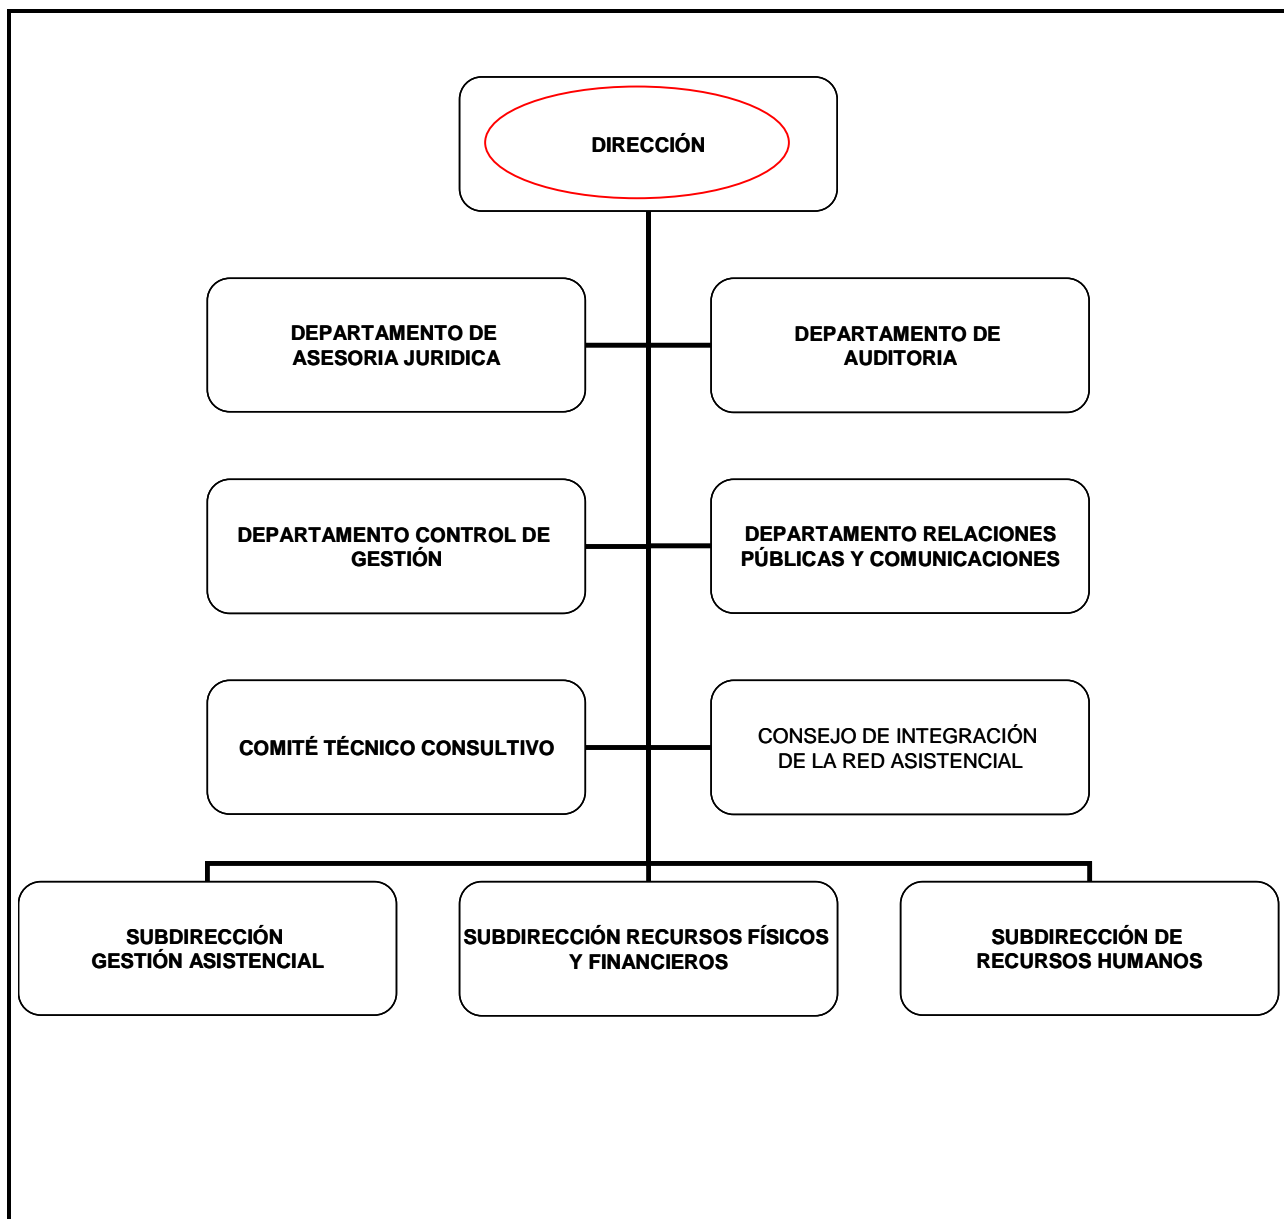 DIRECCIÓN
DEPARTAMENTO DE
ASESORIA JURIDICA
DEPARTAMENTO DE
AUDITORIA
DEPARTAMENTO CONTROL DE
GESTIÓN
DEPARTAMENTO RELACIONES
PÚBLICAS Y COMUNICACIONES
COMITÉ TÉCNICO CONSULTIVO
CONSEJO DE INTEGRACIÓN
DE LA RED ASISTENCIAL
SUBDIRECCIÓN
GESTIÓN ASISTENCIAL
SUBDIRECCIÓN RECURSOS FÍSICOS
Y FINANCIEROS
SUBDIRECCIÓN DE
RECURSOS HUMANOS